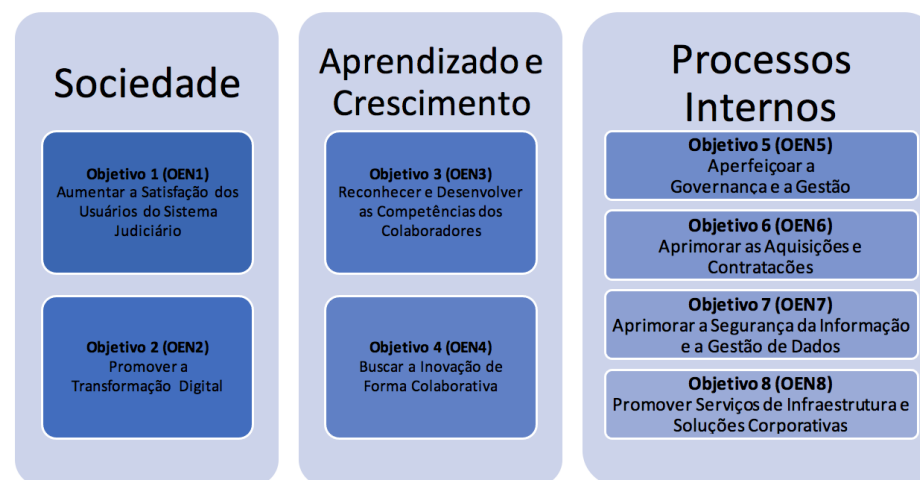 Sociedade
Objetivo 1 (OEN1)
Aumentar a Satisfação dos
Usuários do Sistema
Judiciário
Objetivo 2 (OEN2)
Promover a
Transformação Digital
Aprendizado e
Crescimento
Objetivo 3 (OEN3)
Reconhecer e Desenvolver
as Competências dos
Colaboradores
Objetivo 4 (OEN4)
Buscar a Inovação de
Forma Colaborativa
Processos
Internos
Objetivo 5 (OEN5)
Aperfeiçoar a
Governança e a Gestão
Objetivo 6 (OEN6)
Aprimorar as Aquisições e
Contratacões
Objetivo 7 (OEN7)
Aprimorar a Segurança da Informação
e a Gestão de Dados
Objetivo 8 (OEN8)
Promover Serviços de Infraestrutura e
Soluções Corporativas